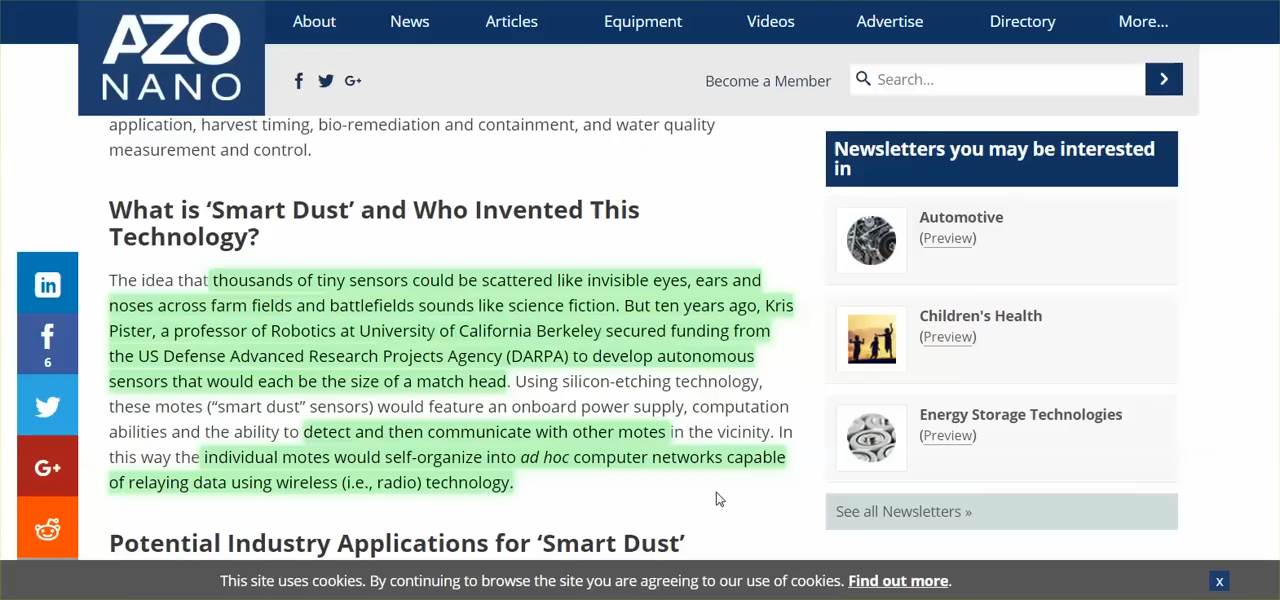 AZO
NANO
About
News
Articles
Equipment
Videos
Advertise
Directory
More...
Become a Member
Search...
application, harvest timing, bio-remediation and containment, and water quality
measurement and control.
What is ‘Smart Dust’ and Who Invented This
Technology?
The idea that thousands of tiny sensors could be scattered like invisible eyes, ears and
noses across farm fields and battlefields sounds like science fiction. But ten years ago, Kris
Pister, a professor of Robotics at University of California Berkeley secured funding from
the US Defense Advanced Research Projects Agency (DARPA) to develop autonomous
sensors that would each be the size of a match head. Using silicon-etching technology,
these motes (“smart dust” sensors) would feature an onboard power supply, computation
abilities and the ability to detect and then communicate with other motes in the vicinity. In
this way the individual motes would self-organize into ad hoc computer networks capable
of relaying data using wireless (i.e., radio) technology.
Potential Industry Applications for ‘Smart Dust’
6
Newsletters you may be interested
in
Automotive
(Preview)
Children's Health
(Preview)
Energy Storage Technologies
(Preview)
See all Newsletters »
This site uses cookies. By continuing to browse the site you are agreeing to our use of cookies. Find out more.
x